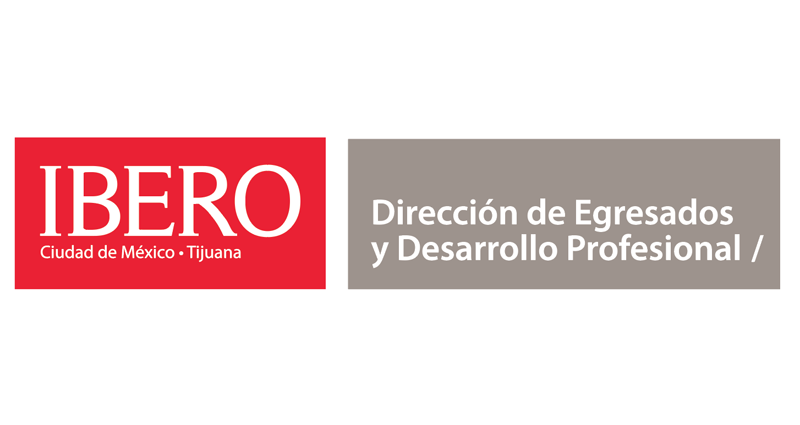 IBERO
Ciudad de México • Tijuana
Dirección de Egresados
y Desarrollo Profesional /